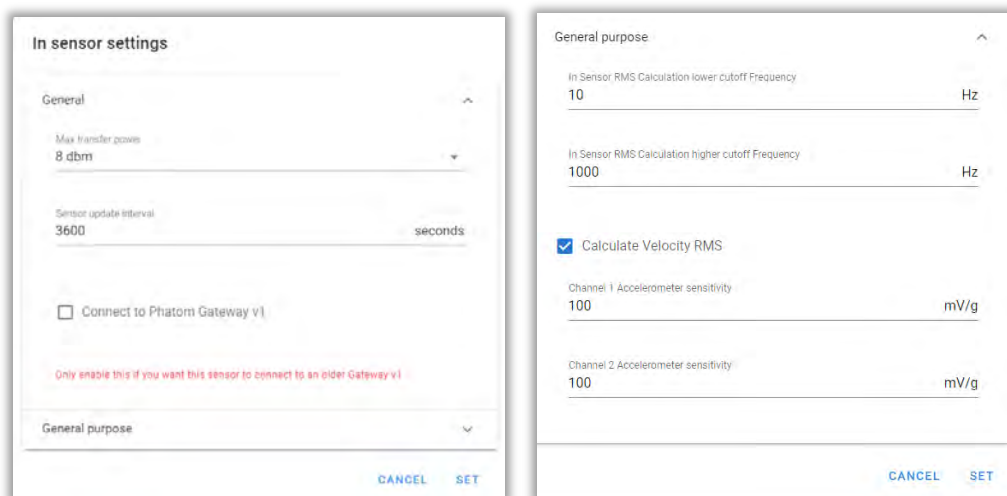 In sensor settings
General
Max transfer power
8 dbm
Sensor update interval
3600 seconds
Connect to Phatom Gateway v1
Only enable this if you want this sensor to connect to an older Gateway v1
General purpose
CANCEL SET
General purpose
In Sensor RMS Calculation lower cutoff Frequency
10 Hz
In Sensor RMS Calculation higher cutoff Frequency
1000 Hz
Calculate Velocity RMS
Channel 1 Accelerometer sensitivity
100 mV/g
Channel 2 Accelerometer sensitivity
100 mV/g
CANCEL SET